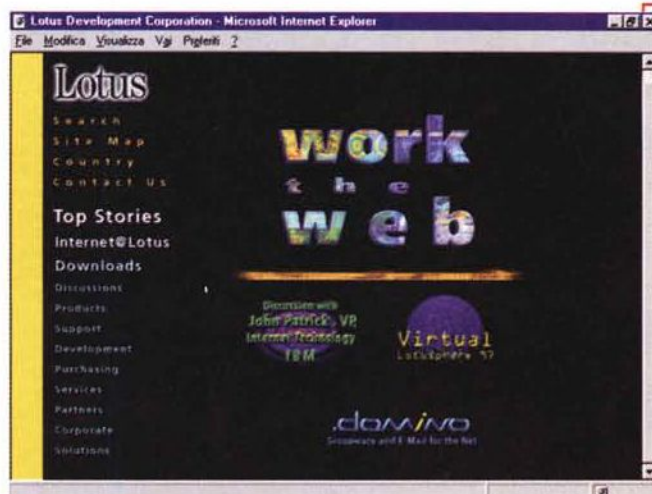 Lotus Development Corporation - Microsoft Internet Explorer
File Modifica Visualizza Vai Preferiti ?
Lotus
Search
Site Map
Country
Contact Us
Top Stories
Internet@Lotus
Downloads
Discussions
Products
Support
Development
Purchasing
Services
Partners
Corporate
Solutions
work
the
web
Discussion with
John Patrick, VP
Internet Technology
IBM
Virtual
Lotusphere 97
.domino
Groupware and E-Mail for the Net